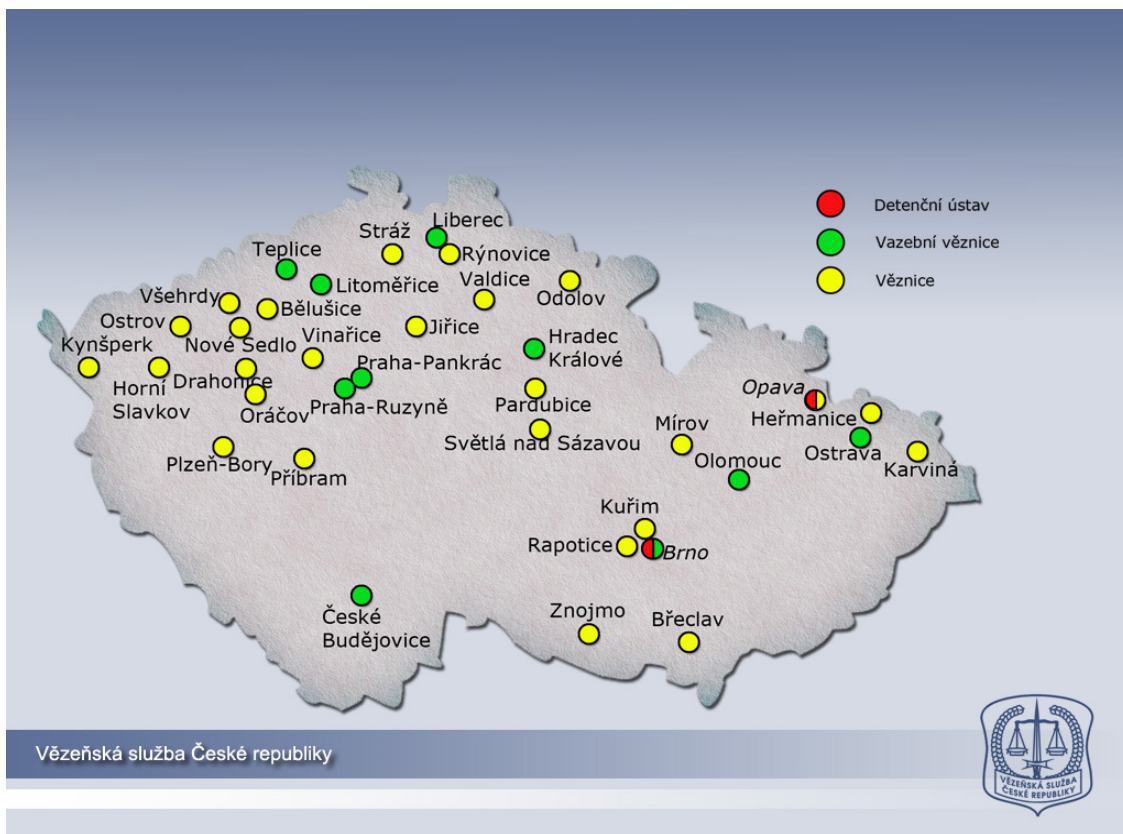 Detenční ústav
Vazební věznice
Věznice
Liberec
Stráž
Teplice
Rýnovice
Valdice
Litoměřice
Odolov
Všehrdy
Bělušice
Ostrov
Vinařice
Jiřice
Nové Sedlo
Hradec
Králové
Kynšperk
Praha-Pankrác
Drahonice
Horní
Slavkov
Oráčov
Praha-Ruzyně
Pardubice
Opava
Heřmanice
Mírov
Světlá nad Sázavou
Ostrava
Olomouc
Plzeň-Bory
Karviná
Příbram
Kuřim
Rapotice
Brno
České
Budějovice
Znojmo
Břeclav
Vězeňská služba České republiky
VĚZEŇSKÁ SLUŽBA
ČESKÉ REPUBLIKY